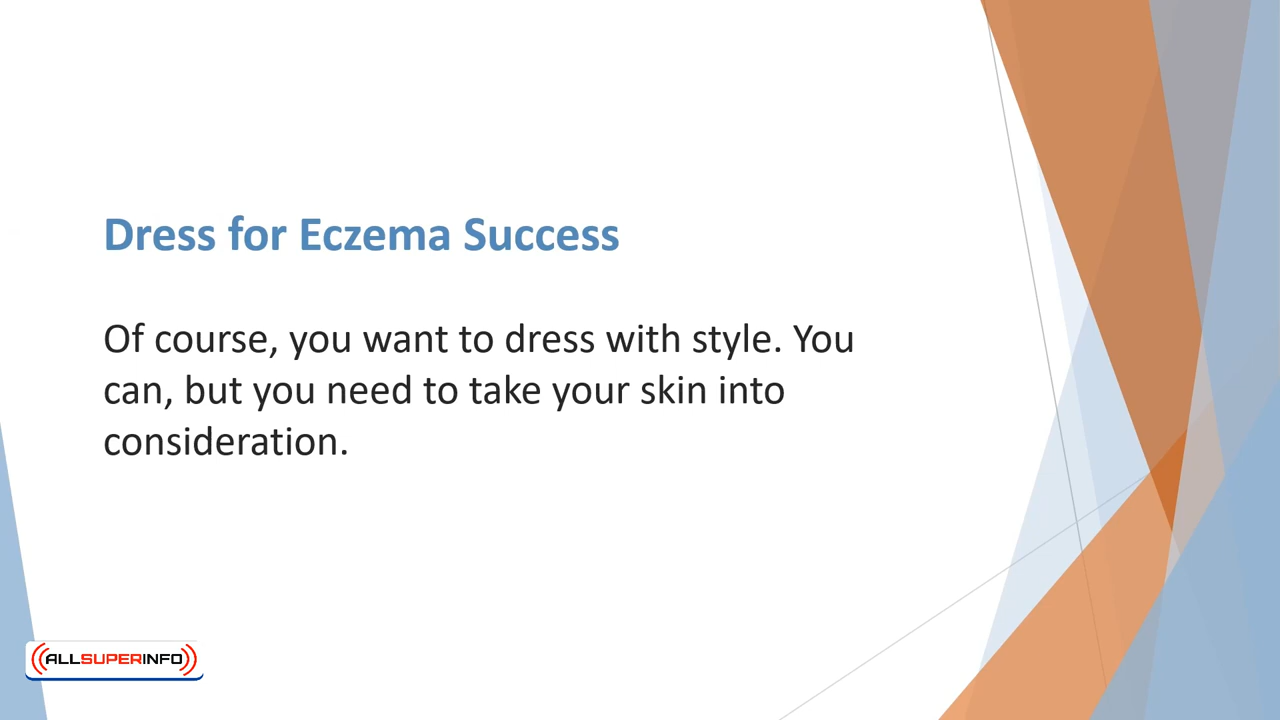 Dress for Eczema Success
Of course, you want to dress with style. You
can, but you need to take your skin into
consideration.
ALLSUPERINFO